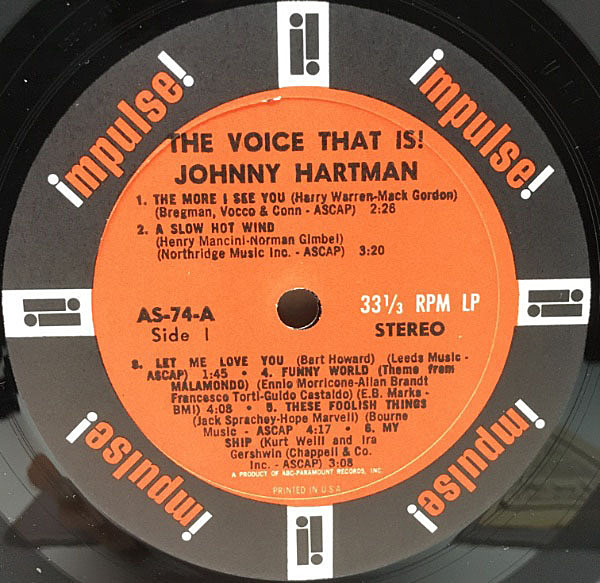 impulse!
impulse!
THE VOICE THAT IS!
JOHNNY HARTMAN
1. THE MORE I SEE YOU (Harry Warren-Mack Gordon)
(Bregman, Vocco & Conn - ASCAP) 2:26
2. A SLOW HOT WIND
(Henry Mancini-Norman Gimbel)
(Northridge Music Inc. - ASCAP) 3:20
AS-74-A
Side 1
33 1/3 RPM LP
STEREO
3. LET ME LOVE YOU (Bart Howard) (Leeds Music -
ASCAP) 1:45 • 4. FUNNY WORLD (Theme from
MALAMONDO) (Ennio Morricone-Allan Brandt
Francesco Torti-Guido Castaldo) (E.B. Marks -
BMI) 4:08 • 5. THESE FOOLISH THINGS
(Jack Sprachey-Hope Marvell) (Bourne
Music - ASCAP 4:17 • 6. MY
SHIP (Kurt Weill and Ira
Gershwin (Chappell & Co.
Inc. - ASCAP) 3:08
A PRODUCT OF ABC-PARAMOUNT RECORDS, INC.
PRINTED IN U.S.A.
impulse!
impulse!